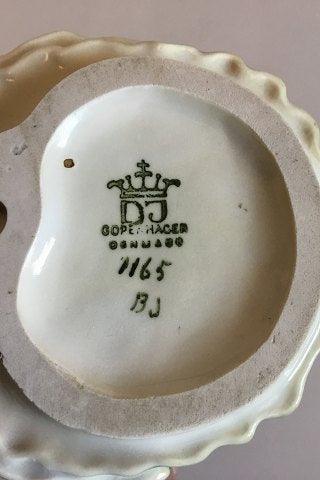 DJ
COPENHAGEN
DENMARK
1165
BJ